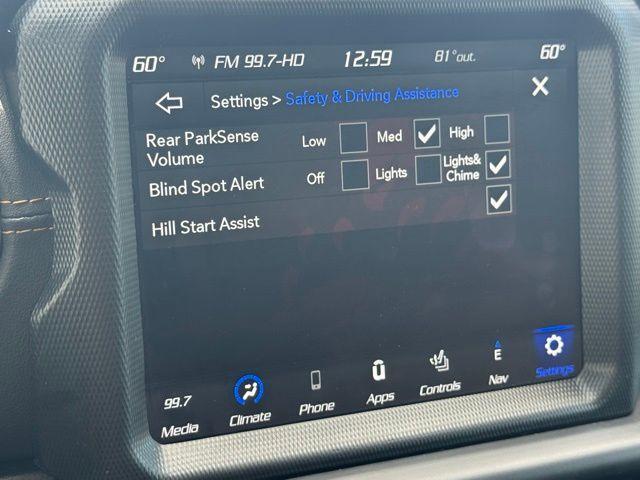 60° FM 99.7-HD 12:59 81°out. 60°
Settings > Safety & Driving Assistance
Rear ParkSense Low Med High
Volume
Blind Spot Alert Off Lights Lights&
Chime
Hill Start Assist
99.7
Media Climate Phone Apps Controls Nav Settings
E